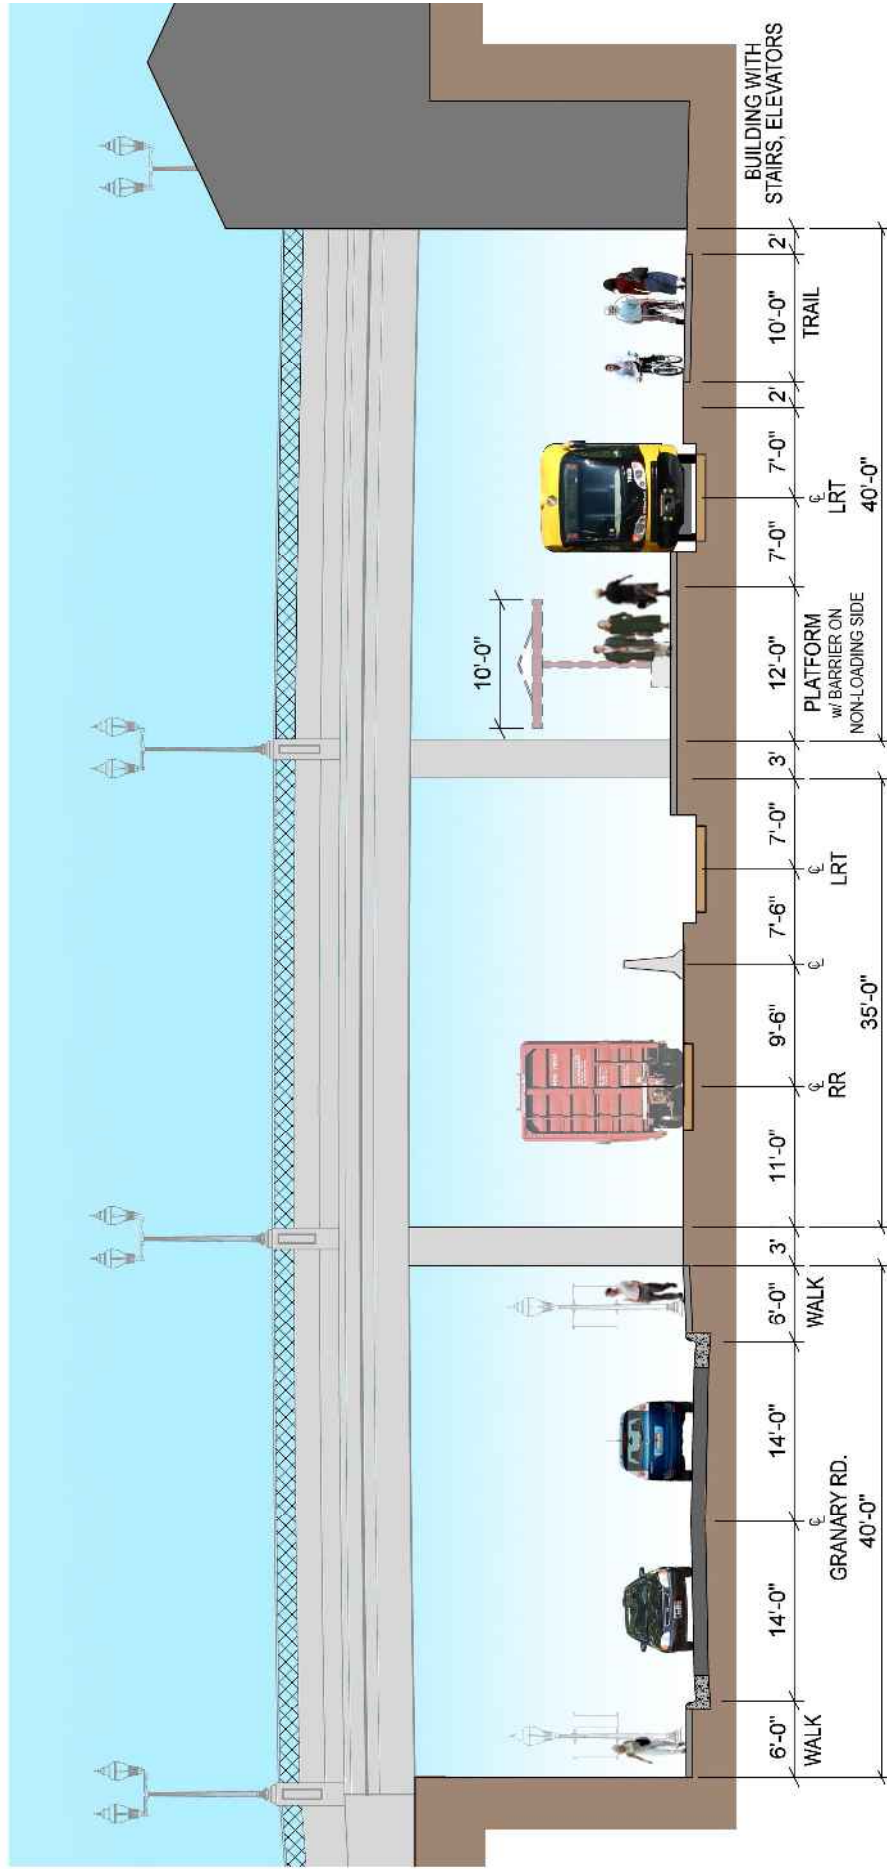 10'-0"
6'-0"
14'-0"
14'-0"
6'-0"
3'
11'-0"
9'-6"
7'-6"
7'-0"
3'
12'-0"
7'-0"
7'-0"
2'
10'-0"
2'
BUILDING WITH
STAIRS, ELEVATORS
WALK
℄
GRANARY RD.
WALK
℄
RR
℄
℄
LRT
PLATFORM
w/ BARRIER ON
NON-LOADING SIDE
℄
LRT
TRAIL
40'-0"
35'-0"
40'-0"